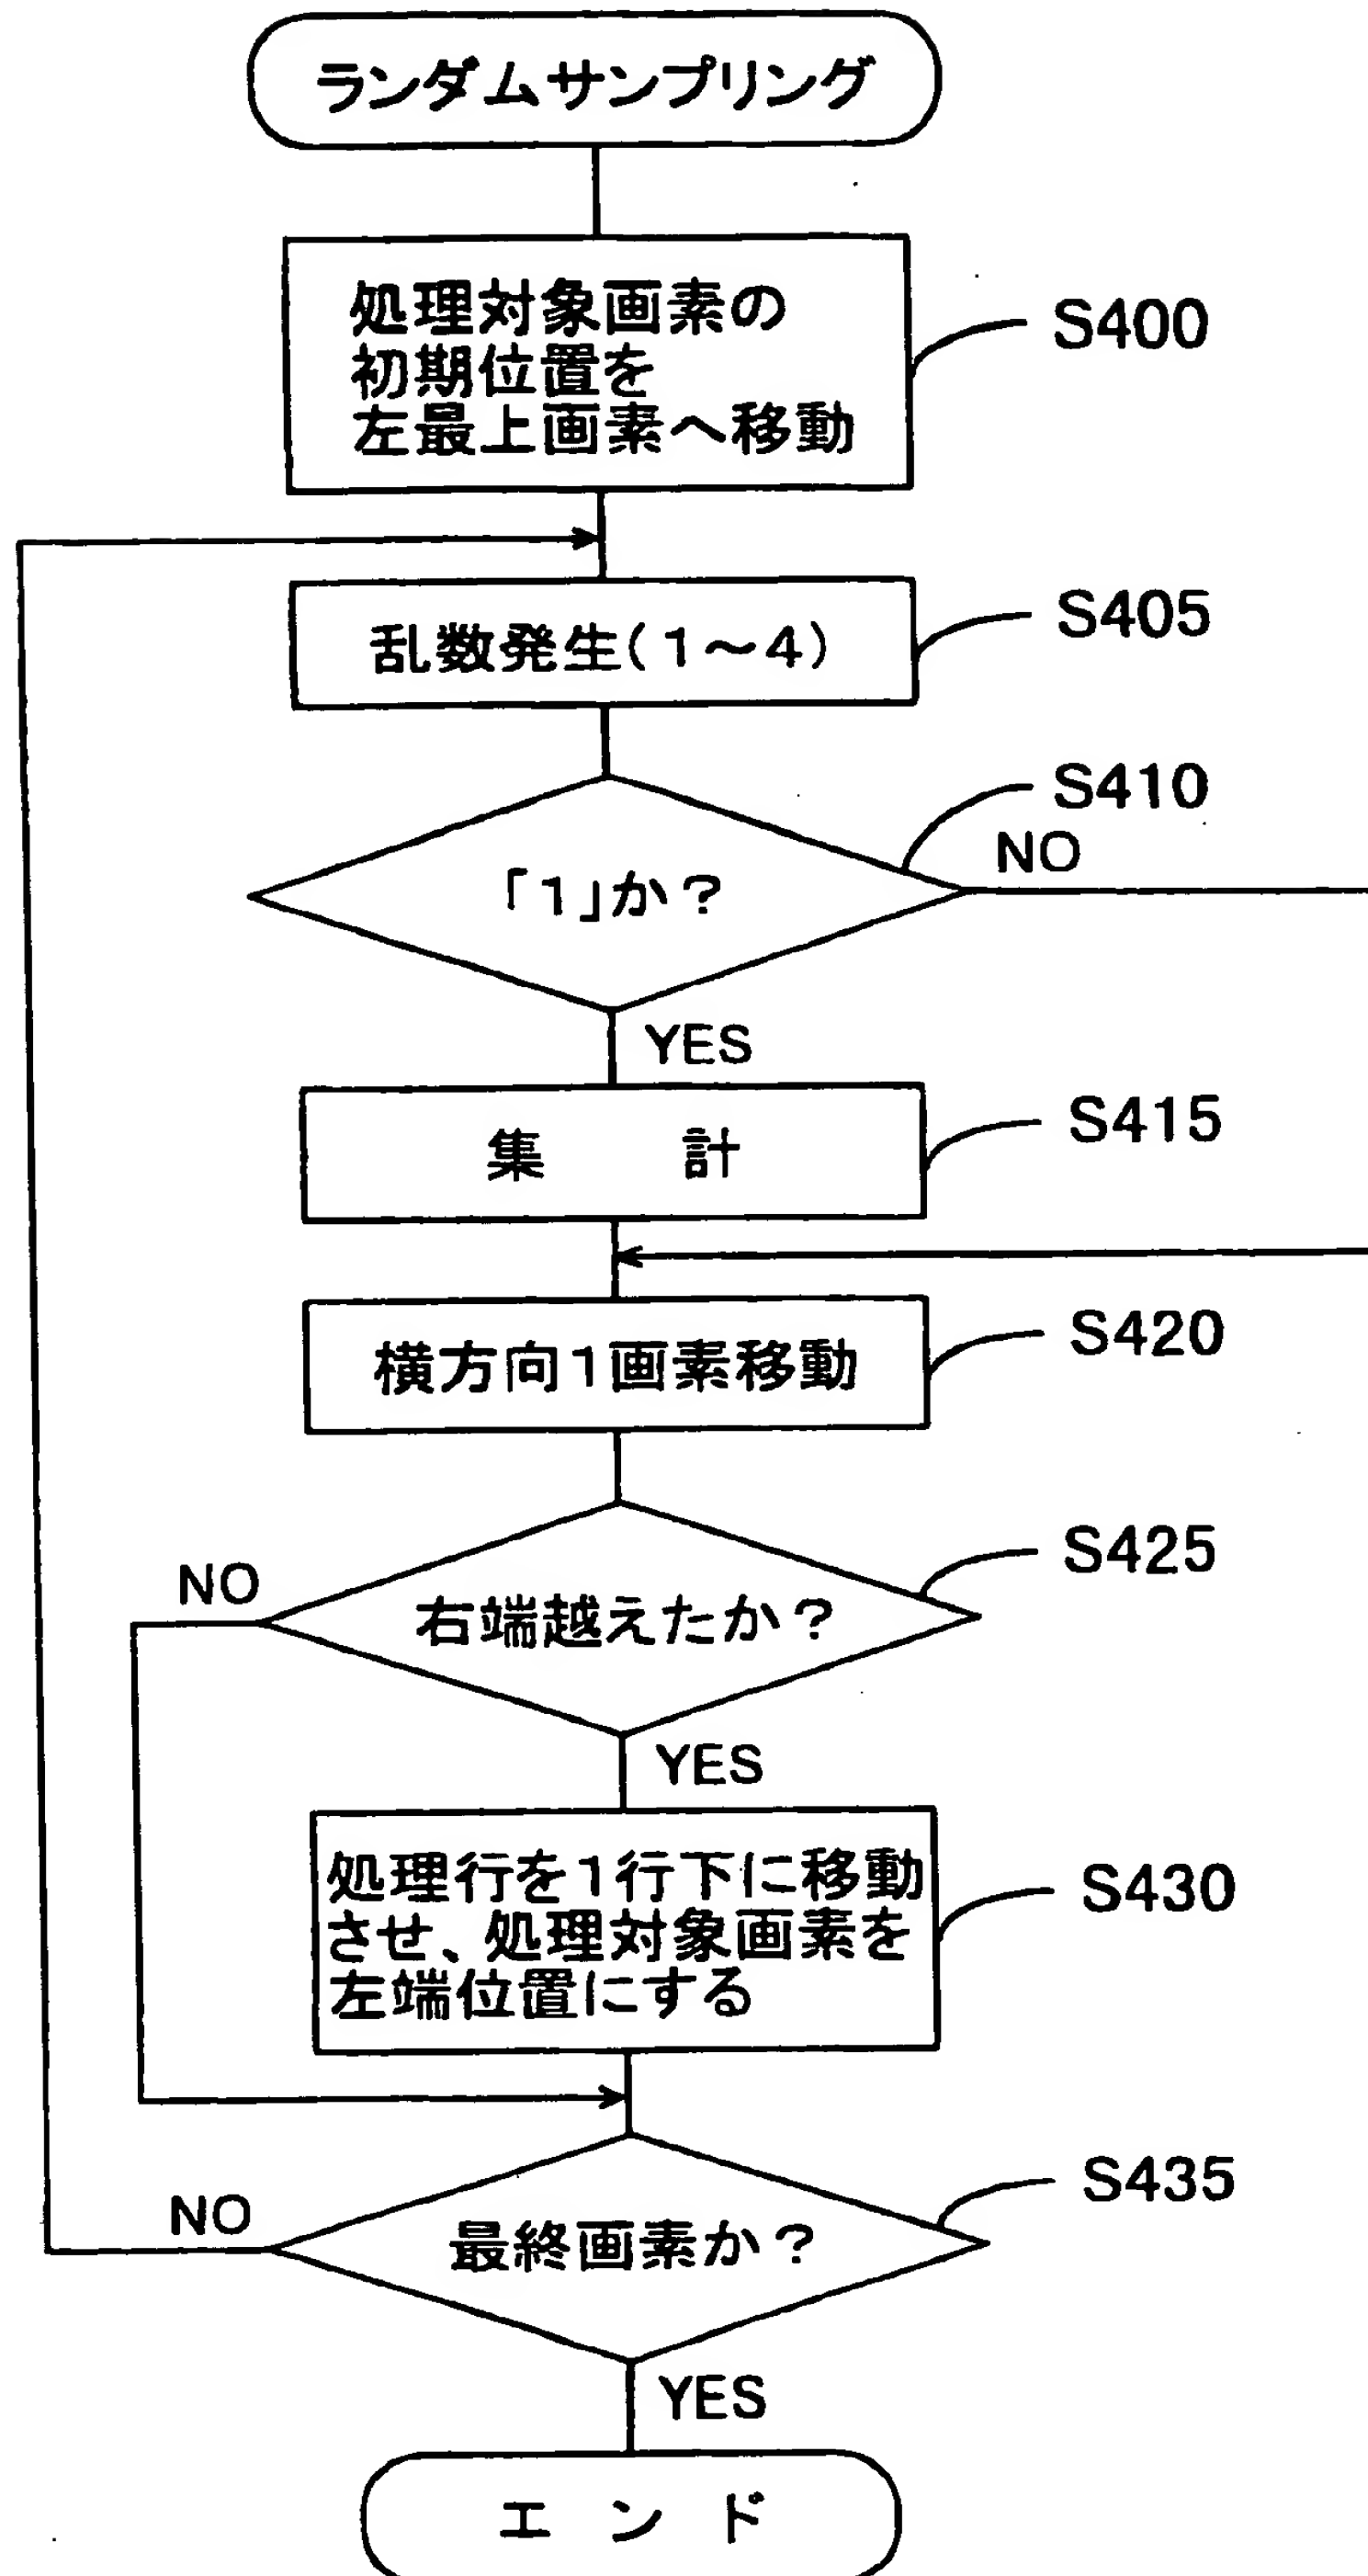 ランダムサンプリング
処理対象画素の
初期位置を
左最上画素へ移動
S400
乱数発生(1～4)
S405
「1」か?
S410
NO
YES
集 計
S415
横方向1画素移動
S420
右端越えたか?
S425
NO
YES
処理行を1行下に移動
させ、処理対象画素を
左端位置にする
S430
最終画素か?
S435
NO
YES
エ ン ド